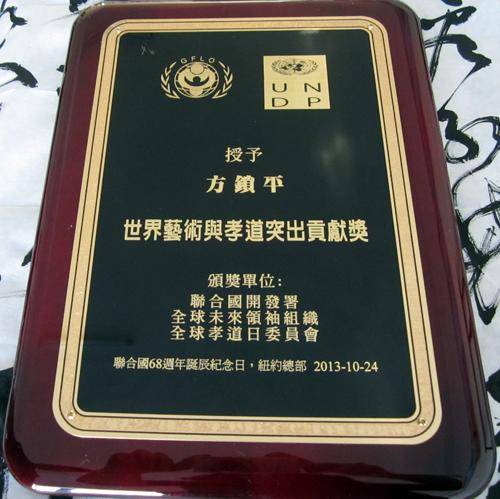 GFLO
UN
DP
授予
方鎖平
世界藝術與孝道突出貢獻獎
頒獎單位:
聯合國開發署
全球未來領袖組織
全球孝道日委員會
聯合國68週年誕辰紀念日，紐約總部 2013-10-24